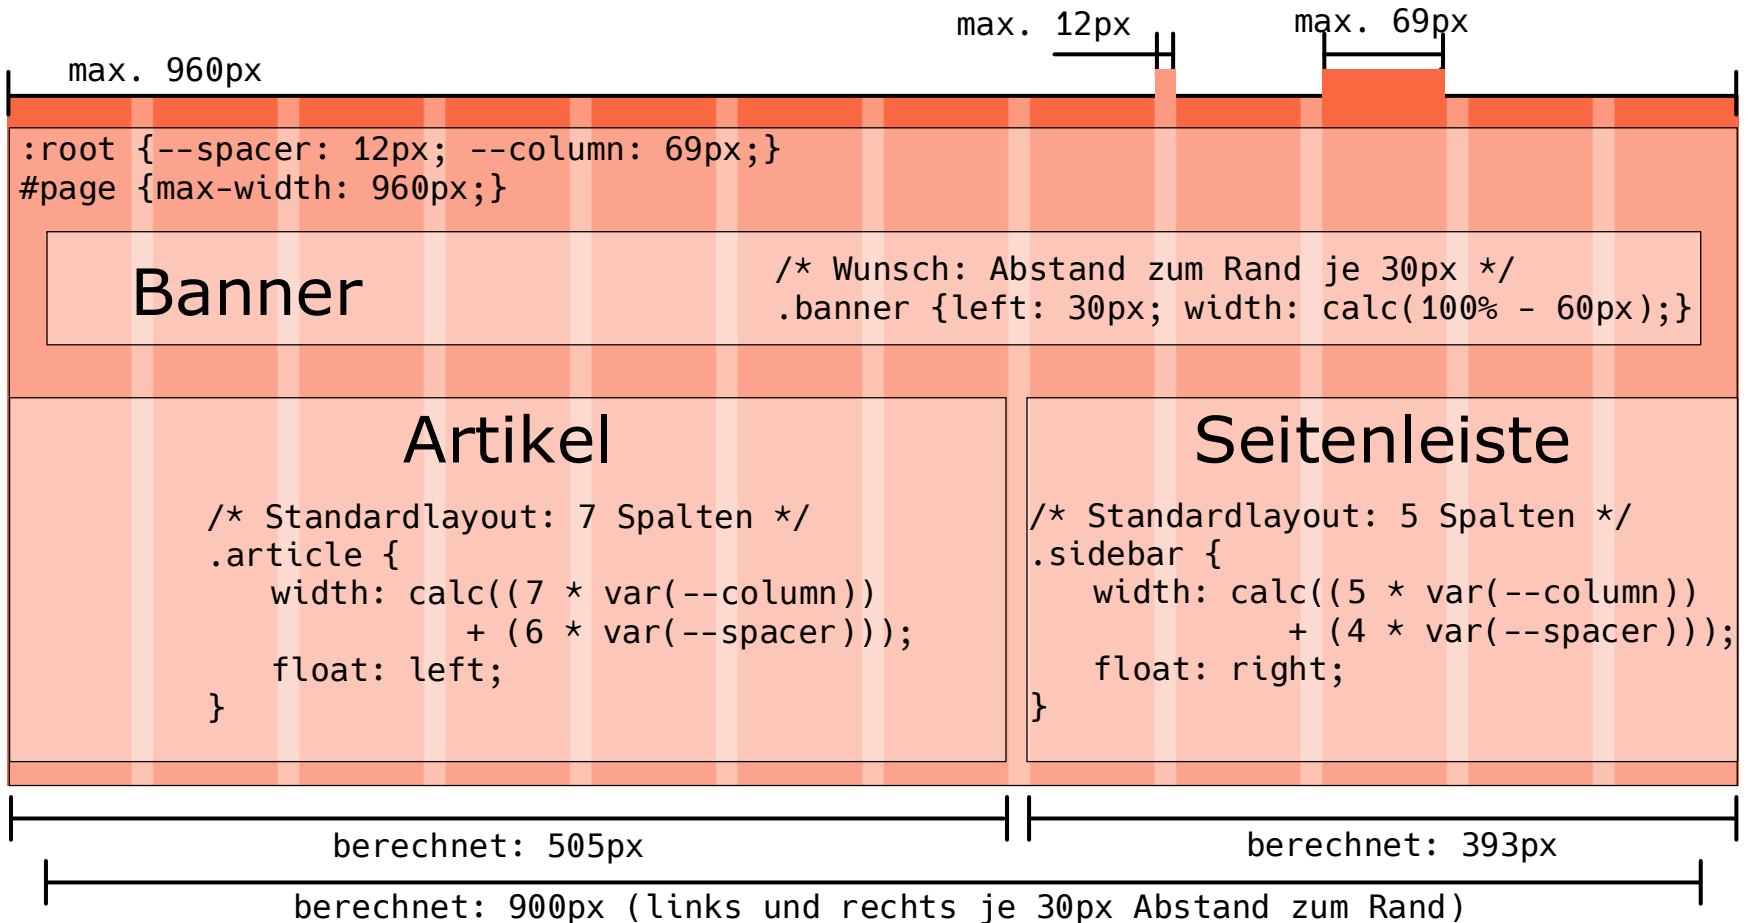 max. 12px
max. 69px
max. 960px
:root {--spacer: 12px; --column: 69px;}
#page {max-width: 960px;}
Banner
/* Wunsch: Abstand zum Rand je 30px */
.banner {left: 30px; width: calc(100% - 60px);}
Artikel
/* Standardlayout: 7 Spalten */
.article {
width: calc((7 * var(--column))
+ (6 * var(--spacer)));
float: left;
}
Seitenleiste
/* Standardlayout: 5 Spalten */
.sidebar {
width: calc((5 * var(--column))
+ (4 * var(--spacer)));
float: right;
}
berechnet: 505px
berechnet: 393px
berechnet: 900px (links und rechts je 30px Abstand zum Rand)